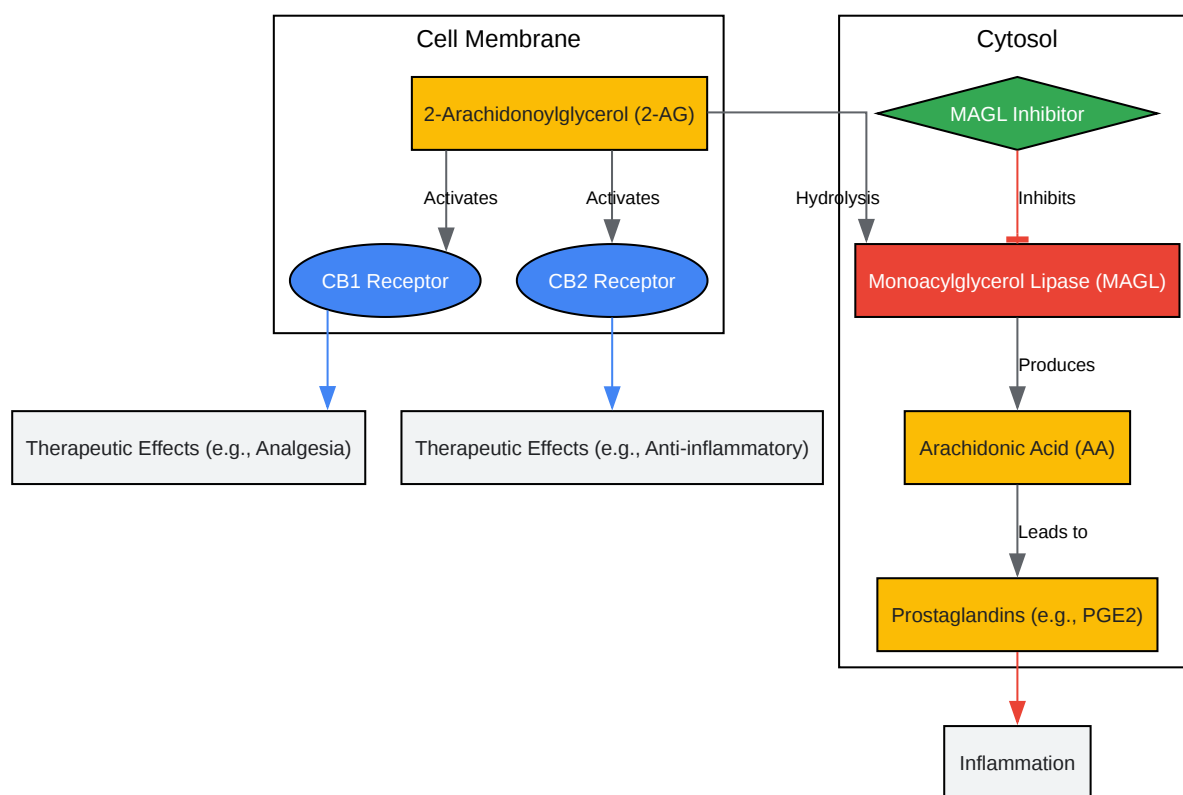 Cell Membrane
Cytosol
2-Arachidonoylglycerol (2-AG)
MAGL Inhibitor
Activates
Activates
Hydrolysis
Inhibits
CB1 Receptor
CB2 Receptor
Monoacylglycerol Lipase (MAGL)
Produces
Therapeutic Effects (e.g., Analgesia)
Therapeutic Effects (e.g., Anti-inflammatory)
Arachidonic Acid (AA)
Leads to
Prostaglandins (e.g., PGE2)
Inflammation